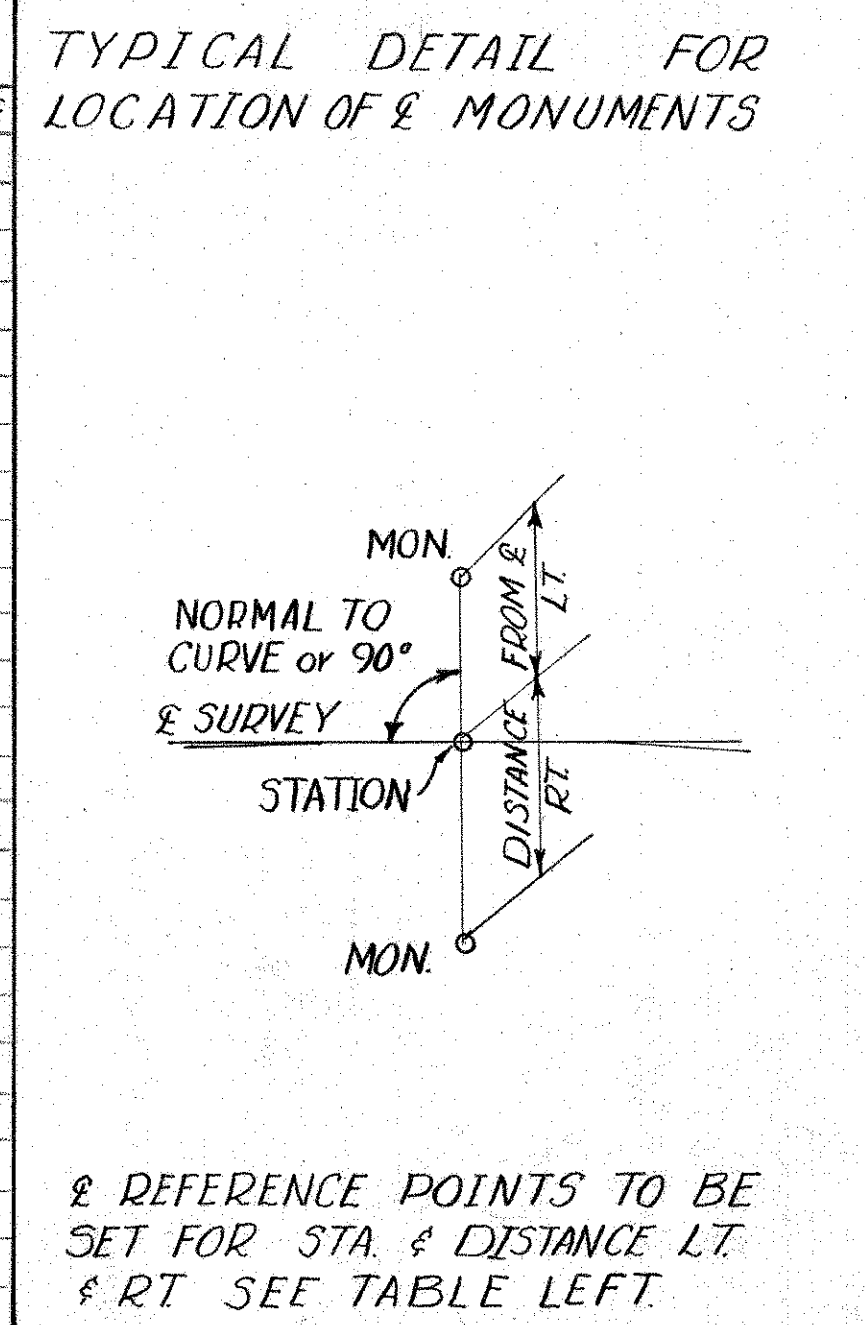 TYPICAL DETAIL FOR
LOCATION OF ℄ MONUMENTS
MON.
NORMAL TO
CURVE or 90°
℄ SURVEY
STATION
DISTANCE FROM ℄
LT.
RT.
MON.
℄ REFERENCE POINTS TO BE
SET FOR STA. & DISTANCE LT.
& RT. SEE TABLE LEFT.